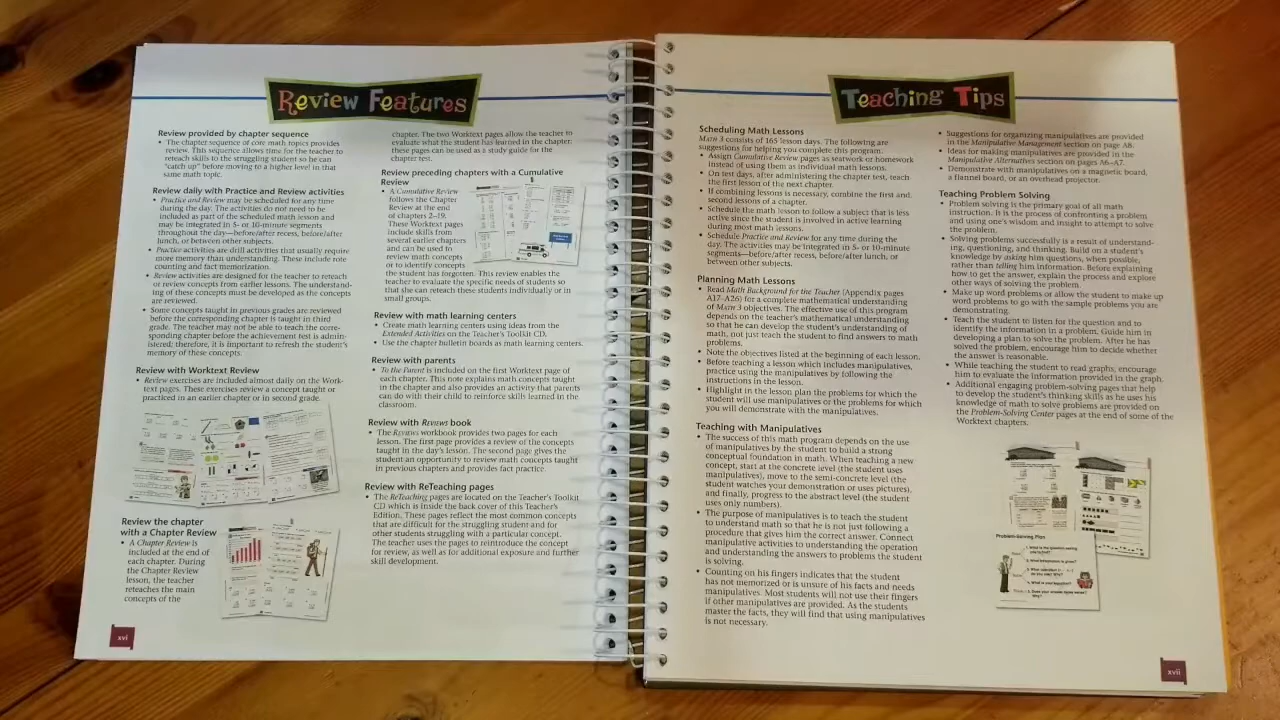 Review Features
Review provided by chapter sequence
• The chapter sequence of core math topics provides
review. This sequence allows time for the teacher to
reteach skills to the struggling student so he can
"catch up" before moving to a higher level in that
same math topic.
Review daily with Practice and Review activities
• Practice and Review may be scheduled for any time
during the day. The activities do not need to be
included as part of the scheduled math lesson and
may be integrated in 5- or 10-minute segments
throughout the day—before/after recess, before/after
lunch, or between other subjects.
• Practice activities are drill activities that usually require
more memory than understanding. These include rote
counting and fact memorization.
• Review activities are designed for the teacher to reteach
or review concepts from earlier lessons. The understand-
ing of these concepts must be developed as the concepts
are reviewed.
• Some concepts taught in previous grades are reviewed
before the corresponding chapter is taught in third
grade. The teacher may not be able to teach the corre-
sponding chapter before the achievement test is admin-
istered; therefore, it is important to refresh the student's
memory of these concepts.
Review with Worktext Review
• Review exercises are included almost daily on the Work-
text pages. These exercises review a concept taught or
practiced in an earlier chapter or in second grade.
Review the chapter
with a Chapter Review
• A Chapter Review is
included at the end of
each chapter. During
the Chapter Review
lesson, the teacher
reteaches the main
concepts of the
xvi
chapter. The two Worktext pages allow the teacher to
evaluate what the student has learned in the chapter;
these pages can be used as a study guide for the
chapter test.
Review preceding chapters with a Cumulative
Review
• A Cumulative Review
follows the Chapter
Review at the end
of chapters 2–19.
These Worktext pages
include skills from
several earlier chapters
and can be used to
review math concepts
or to identify concepts
the student has forgotten. This review enables the
teacher to evaluate the specific needs of students so
that she can reteach these students individually or in
small groups.
Review with math learning centers
• Create math learning centers using ideas from the
Extended Activities on the Teacher's Toolkit CD.
• Use the chapter bulletin boards as math learning centers.
Review with parents
• To the Parent is included on the first Worktext page of
each chapter. This note explains math concepts taught
in the chapter and also provides an activity that parents
can do with their child to reinforce skills learned in the
classroom.
Review with Reviews book
• The Reviews workbook provides two pages for each
lesson. The first page provides a review of the concepts
taught in the day's lesson. The second page gives the
student an opportunity to review math concepts taught
in previous chapters and provides fact practice.
Review with ReTeaching pages
• The ReTeaching pages are located on the Teacher's Toolkit
CD which is inside the back cover of this Teacher's
Edition. These pages reflect the most common concepts
that are difficult for the struggling student and for
other students struggling with a particular concept.
The teacher uses the pages to reintroduce the concept
for review, as well as for additional exposure and further
skill development.
Teaching Tips
Scheduling Math Lessons
Math 3 consists of 165 lesson days. The following are
suggestions for helping you complete this program.
• Assign Cumulative Review pages as seatwork or homework
instead of using them as individual math lessons.
• On test days, after administering the chapter test, teach
the first lesson of the next chapter.
• If necessary, combine the first and
second lessons of a chapter.
• Schedule the math lesson to follow a subject that is less
active since the student is involved in active learning
during most math lessons.
• Schedule Practice and Review for any time during the
day. The activities may be integrated in 5- or 10-minute
segments—before/after recess, before/after lunch, or
between other subjects.
Planning Math Lessons
• Read Math Background for the Teacher (Appendix pages
A17–A26) for a complete mathematical understanding
of Math 3 objectives. The effective use of this program
depends on the teacher's mathematical understanding
so that he can develop the student's understanding of
math, not just teach the student to find answers to math
problems.
• Note the objectives listed at the beginning of each lesson.
• Before teaching a lesson which includes manipulatives,
practice using the manipulatives by following the
instructions in the lesson.
• Highlight in the lesson plan the problems for which the
student will use manipulatives or the problems for which
you will demonstrate with the manipulatives.
Teaching with Manipulatives
• The success of this math program depends on the use
of manipulatives by the student to build a strong
conceptual foundation in math. When teaching a new
concept, start at the concrete level (the student uses
manipulatives), move to the semi-concrete level (the
student watches your demonstration or uses pictures),
and finally, progress to the abstract level (the student
uses only numbers).
• The purpose of manipulatives is to teach the student
to understand math so that he is not just following a
procedure that gives him the correct answer. Connect
manipulative activities to understanding the operation
and understanding the answers to problems the student
is solving.
• Counting on his fingers indicates that the student
has not memorized or is unsure of his facts and needs
manipulatives. Most students will not use their fingers
if other manipulatives are provided. As the students
master the facts, they will find that using manipulatives
is not necessary.
• Suggestions for organizing manipulatives are provided
in the Manipulative Management section on page A8.
• Ideas for making manipulatives are provided in the
Manipulative Alternatives section on pages A6–A7.
• Demonstrate with manipulatives on a magnetic board,
a flannel board, or an overhead projector.
Teaching Problem Solving
• Problem solving is the primary goal of all math
instruction. It is the process of confronting a problem
and using one's wisdom and insight to attempt to solve
the problem.
• Solving problems successfully is a result of understand-
ing, questioning, and thinking. Build on a student's
knowledge by asking him questions, when possible,
rather than telling him information. Before explaining
how to get the answer, explain the process and explore
other ways of solving the problem.
• Make up word problems or allow the student to make up
word problems to go with the sample problems you are
demonstrating.
• Teach the student to listen for the question and to
identify the information in a problem. Guide him in
developing a plan to solve the problem. After he has
solved the problem, encourage him to decide whether
the answer is reasonable.
• While teaching the student to read graphs, encourage
him to evaluate the information provided in the graph.
• Additional engaging problem-solving pages that help
to develop the student's thinking skills as he uses his
knowledge of math to solve problems are provided on
the Problem-Solving Center pages at the end of some of the
Worktext chapters.
Problem-Solving Plan
xvii